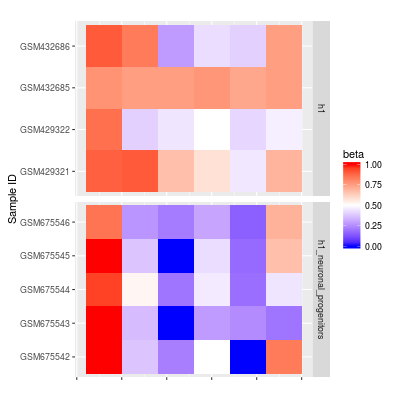 GSM432686
GSM432685
GSM429322
GSM429321
h1
GSM675546
GSM675545
GSM675544
GSM675543
GSM675542
h1_neuronal_progenitors
Sample ID
beta
1.00
0.75
0.50
0.25
0.00